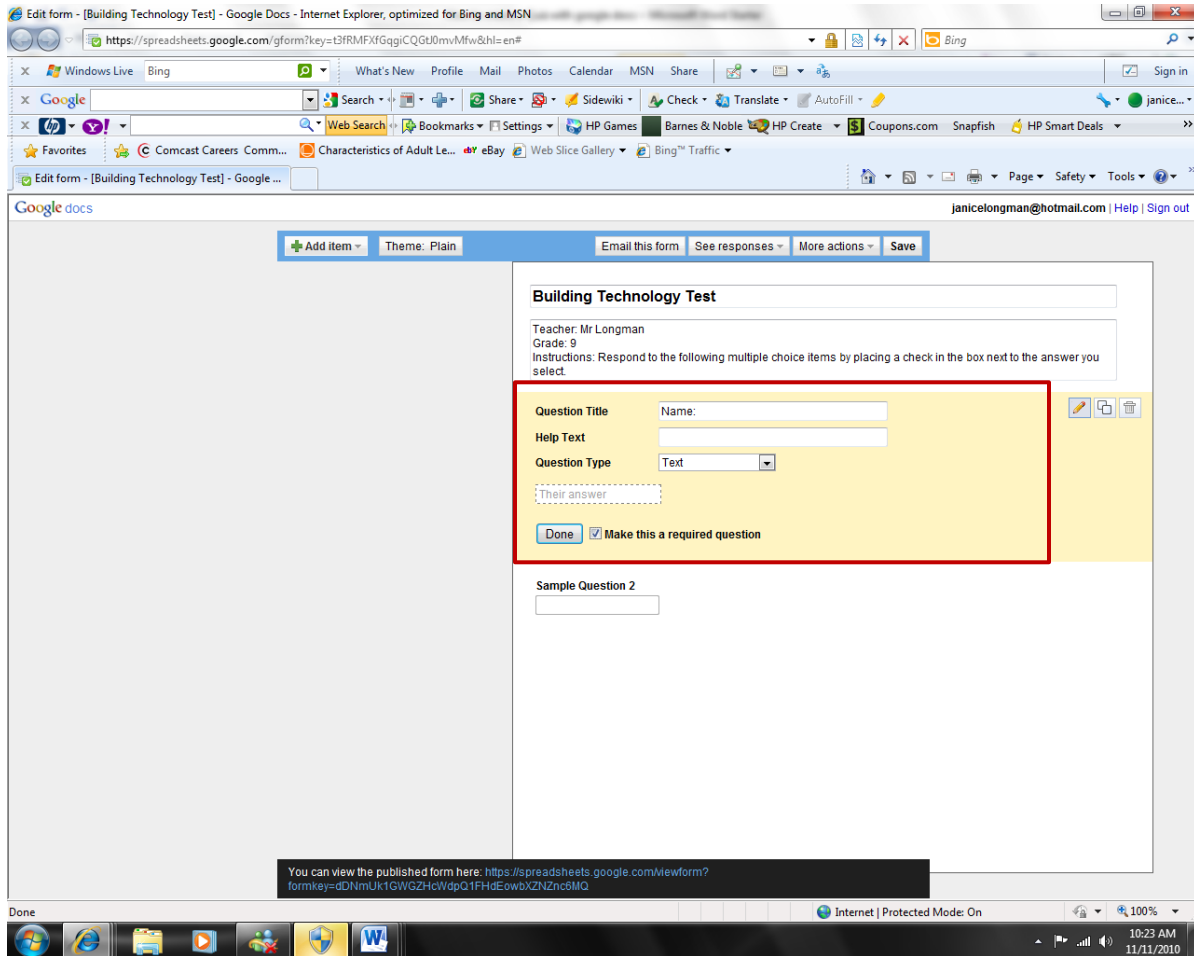 Edit form - [Building Technology Test] - Google Docs - Internet Explorer, optimized for Bing and MSN
https://spreadsheets.google.com/gform?key=t3fRMFXfGqgiCQGtJ0mvMfw&hl=en# Bing
x Windows Live Bing What's New Profile Mail Photos Calendar MSN Share Sign in
x Google Search Share Sidewiki Check Translate AutoFill janice...
x hp Y! Web Search Bookmarks Settings HP Games Barnes & Noble HP Create $ Coupons.com Snapfish HP Smart Deals »
Favorites Comcast Careers Comm... Characteristics of Adult Le... ebY eBay Web Slice Gallery Bing™ Traffic
Edit form - [Building Technology Test] - Google ... Page Safety Tools »
Google docs janicelongman@hotmail.com | Help | Sign out
Add item Theme: Plain Email this form See responses More actions Save
Building Technology Test
Teacher: Mr Longman
Grade: 9
Instructions: Respond to the following multiple choice items by placing a check in the box next to the answer you
select.
Question Title Name:
Help Text
Question Type Text
Their answer
Done Make this a required question
Sample Question 2
You can view the published form here: https://spreadsheets.google.com/viewform?
formkey=dDNmUk1GWGZHcWdpQ1FHdEowbXZNZnc6MQ
Done Internet | Protected Mode: On 100%
10:23 AM
11/11/2010